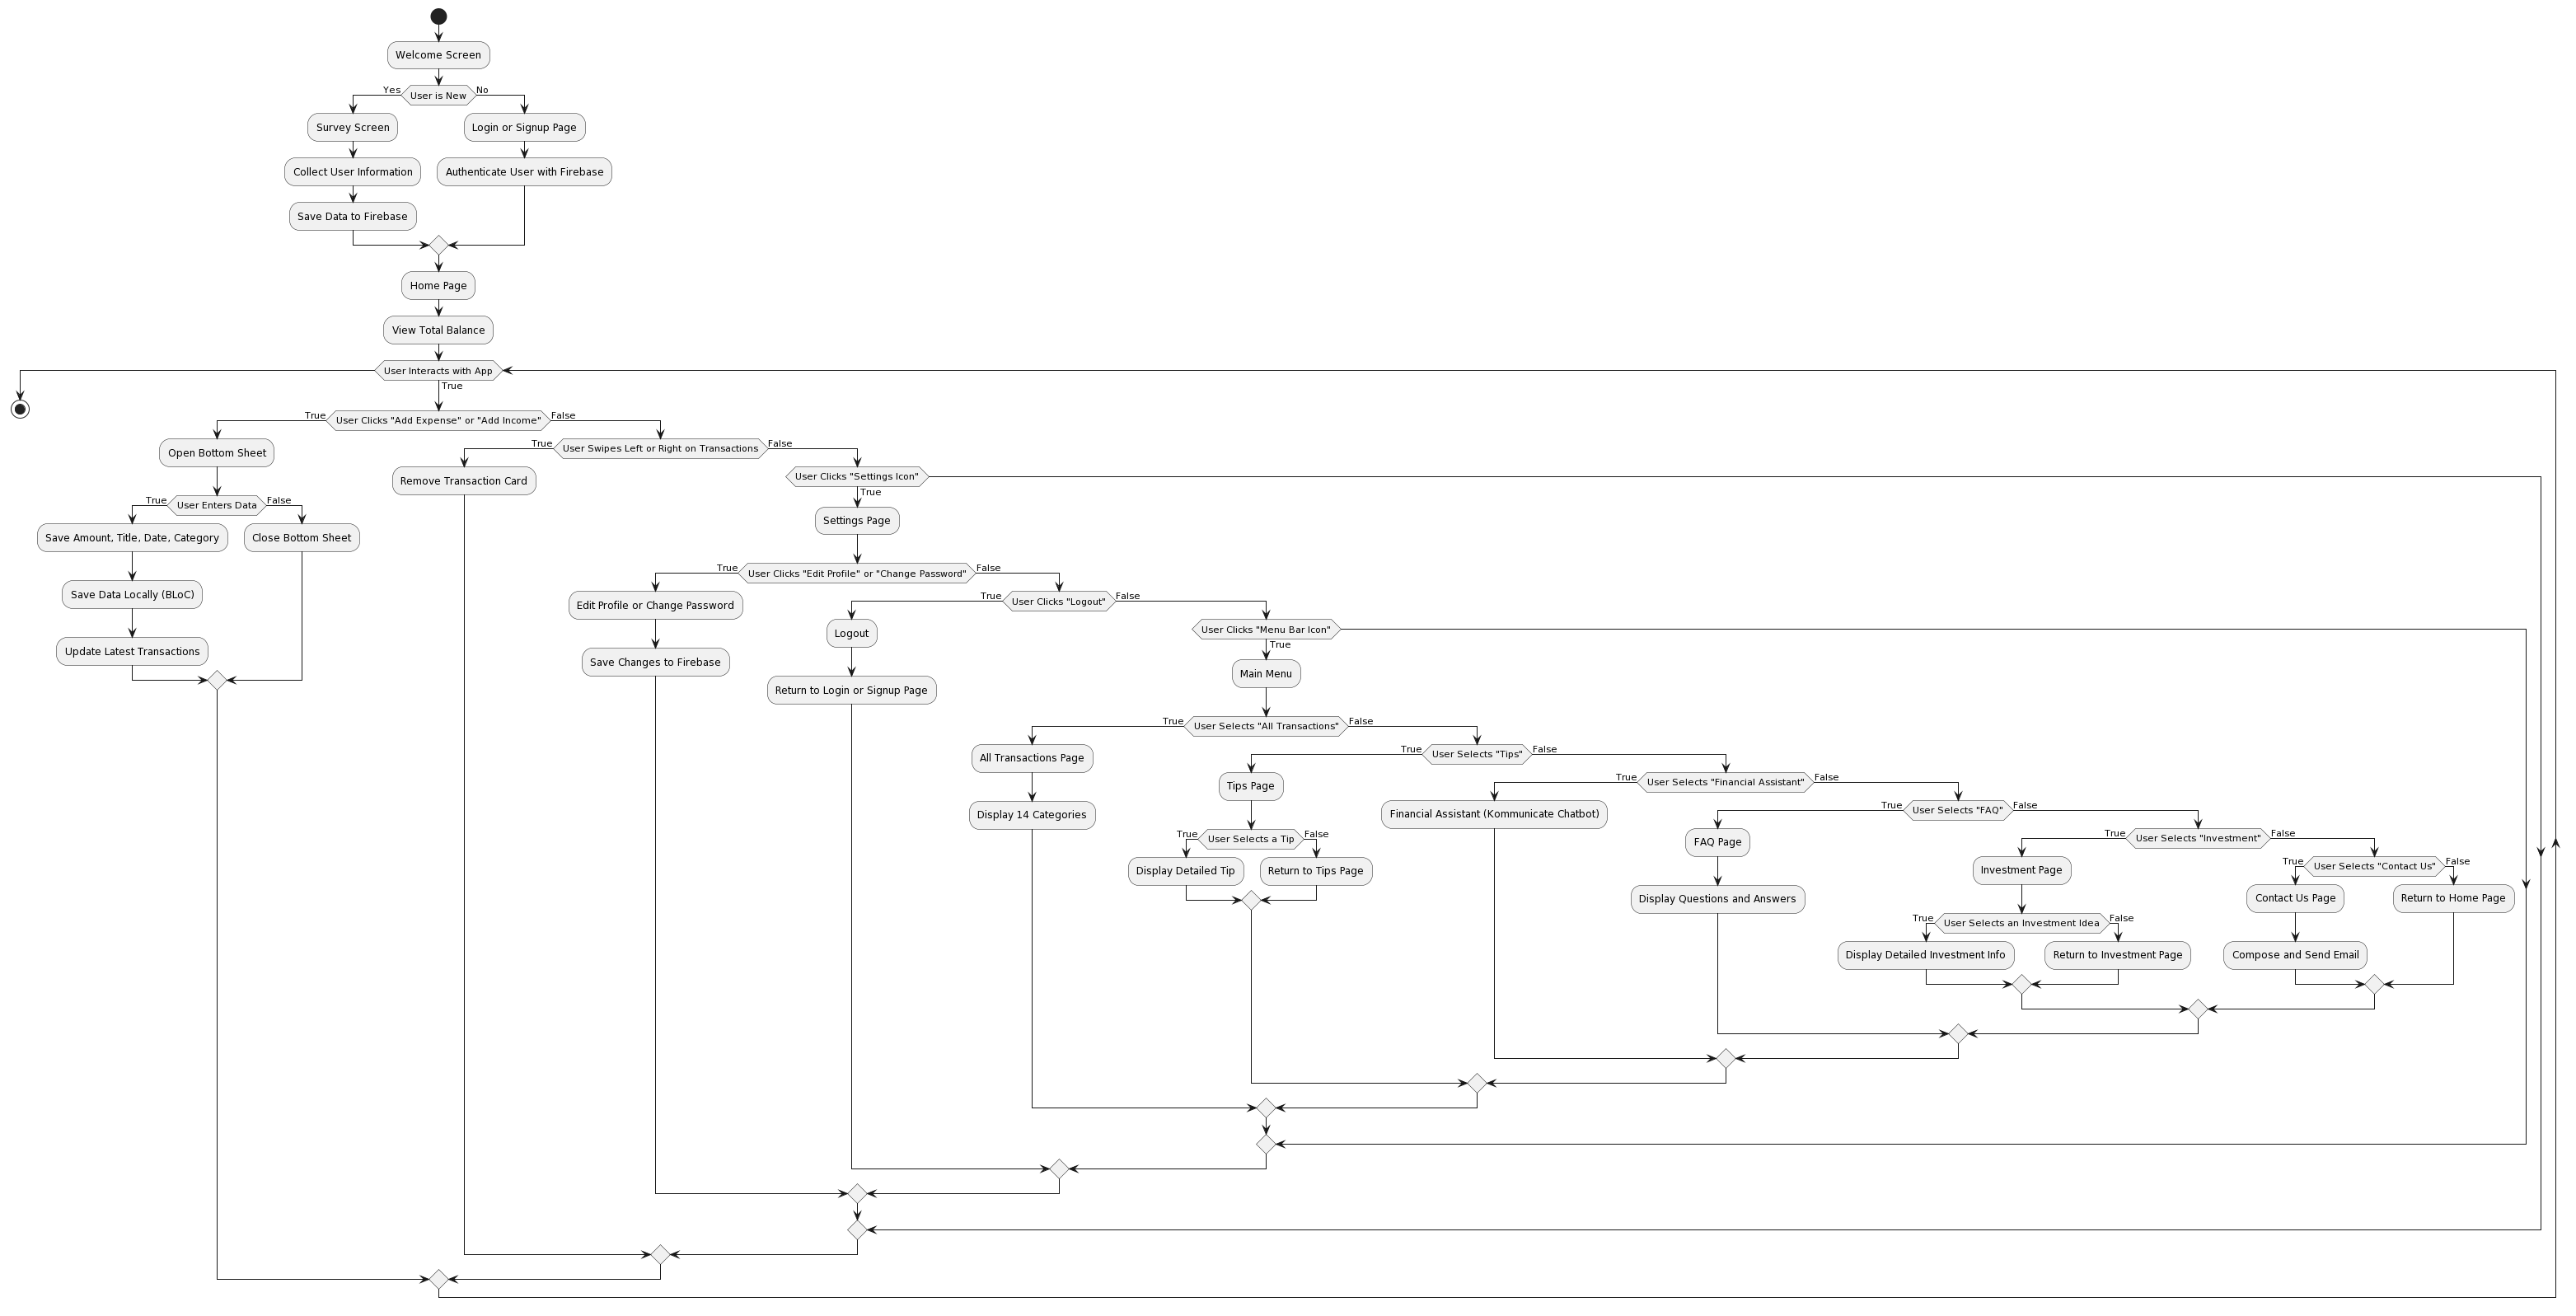 Welcome Screen
Yes
User is New
No
Survey Screen
Login or Signup Page
Collect User Information
Authenticate User with Firebase
Save Data to Firebase
Home Page
View Total Balance
User Interacts with App
True
True
User Clicks "Add Expense" or "Add Income"
False
Open Bottom Sheet
True
User Swipes Left or Right on Transactions
False
Remove Transaction Card
User Clicks "Settings Icon"
True
True
User Enters Data
False
Settings Page
Save Amount, Title, Date, Category
Close Bottom Sheet
True
User Clicks "Edit Profile" or "Change Password"
False
Save Data Locally (BLoC)
Edit Profile or Change Password
True
User Clicks "Logout"
False
Update Latest Transactions
Save Changes to Firebase
Logout
User Clicks "Menu Bar Icon"
True
Return to Login or Signup Page
Main Menu
True
User Selects "All Transactions"
False
All Transactions Page
True
User Selects "Tips"
False
Display 14 Categories
Tips Page
True
User Selects "Financial Assistant"
False
True
User Selects a Tip
False
Financial Assistant (Kommunicate Chatbot)
True
User Selects "FAQ"
False
Display Detailed Tip
Return to Tips Page
FAQ Page
True
User Selects "Investment"
False
Display Questions and Answers
Investment Page
True
User Selects "Contact Us"
False
True
User Selects an Investment Idea
False
Contact Us Page
Return to Home Page
Display Detailed Investment Info
Return to Investment Page
Compose and Send Email